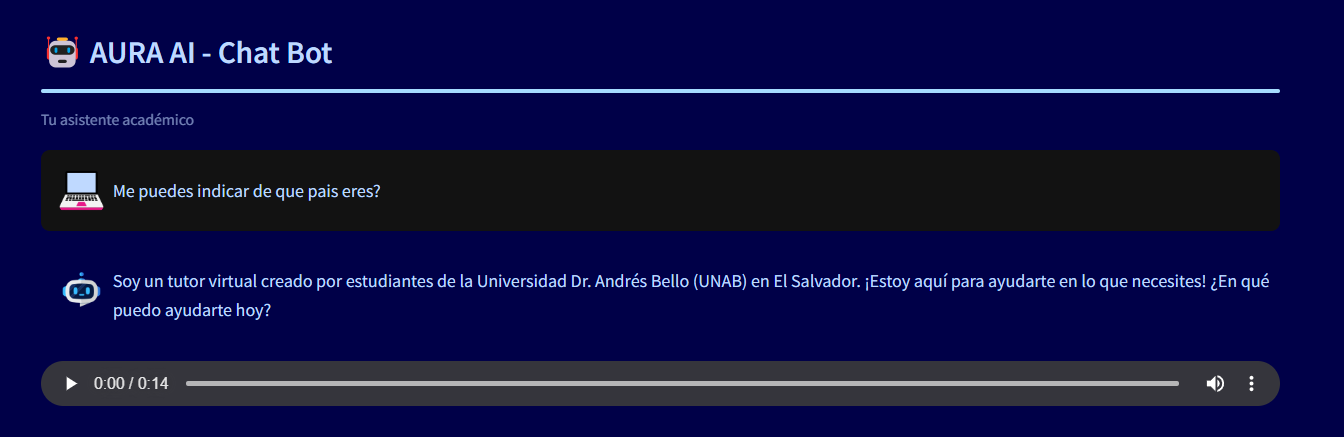 AURA AI - Chat Bot
Tu asistente académico
Me puedes indicar de que pais eres?
Soy un tutor virtual creado por estudiantes de la Universidad Dr. Andrés Bello (UNAB) en El Salvador. ¡Estoy aquí para ayudarte en lo que necesites! ¿En qué
puedo ayudarte hoy?
0:00 / 0:14